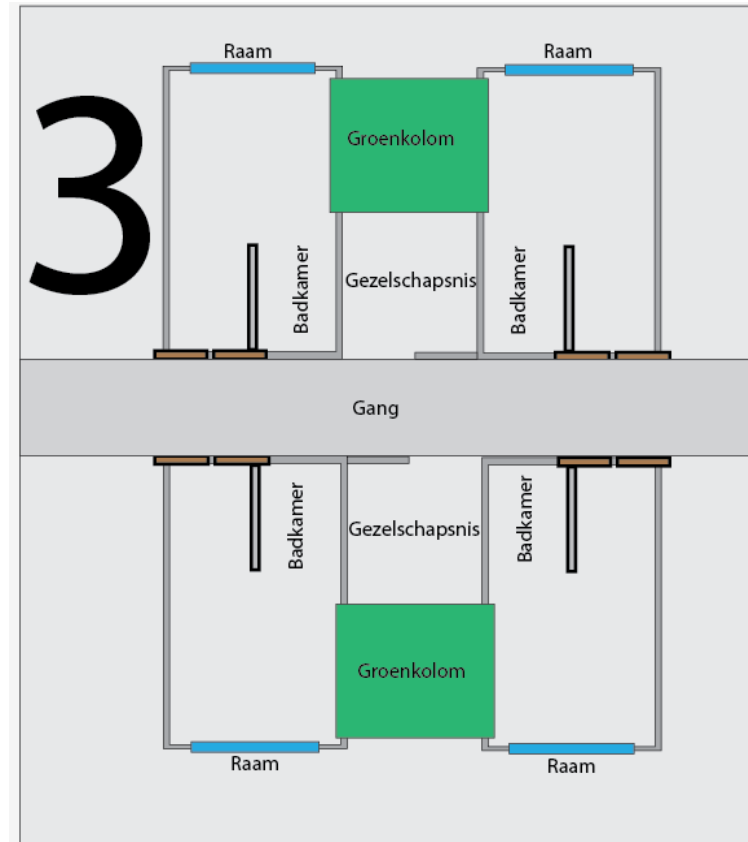 Raam
Raam
3
Groenkolom
Badkamer
Gezelschapsnis
Badkamer
Gang
Badkamer
Gezelschapsnis
Badkamer
Groenkolom
Raam
Raam